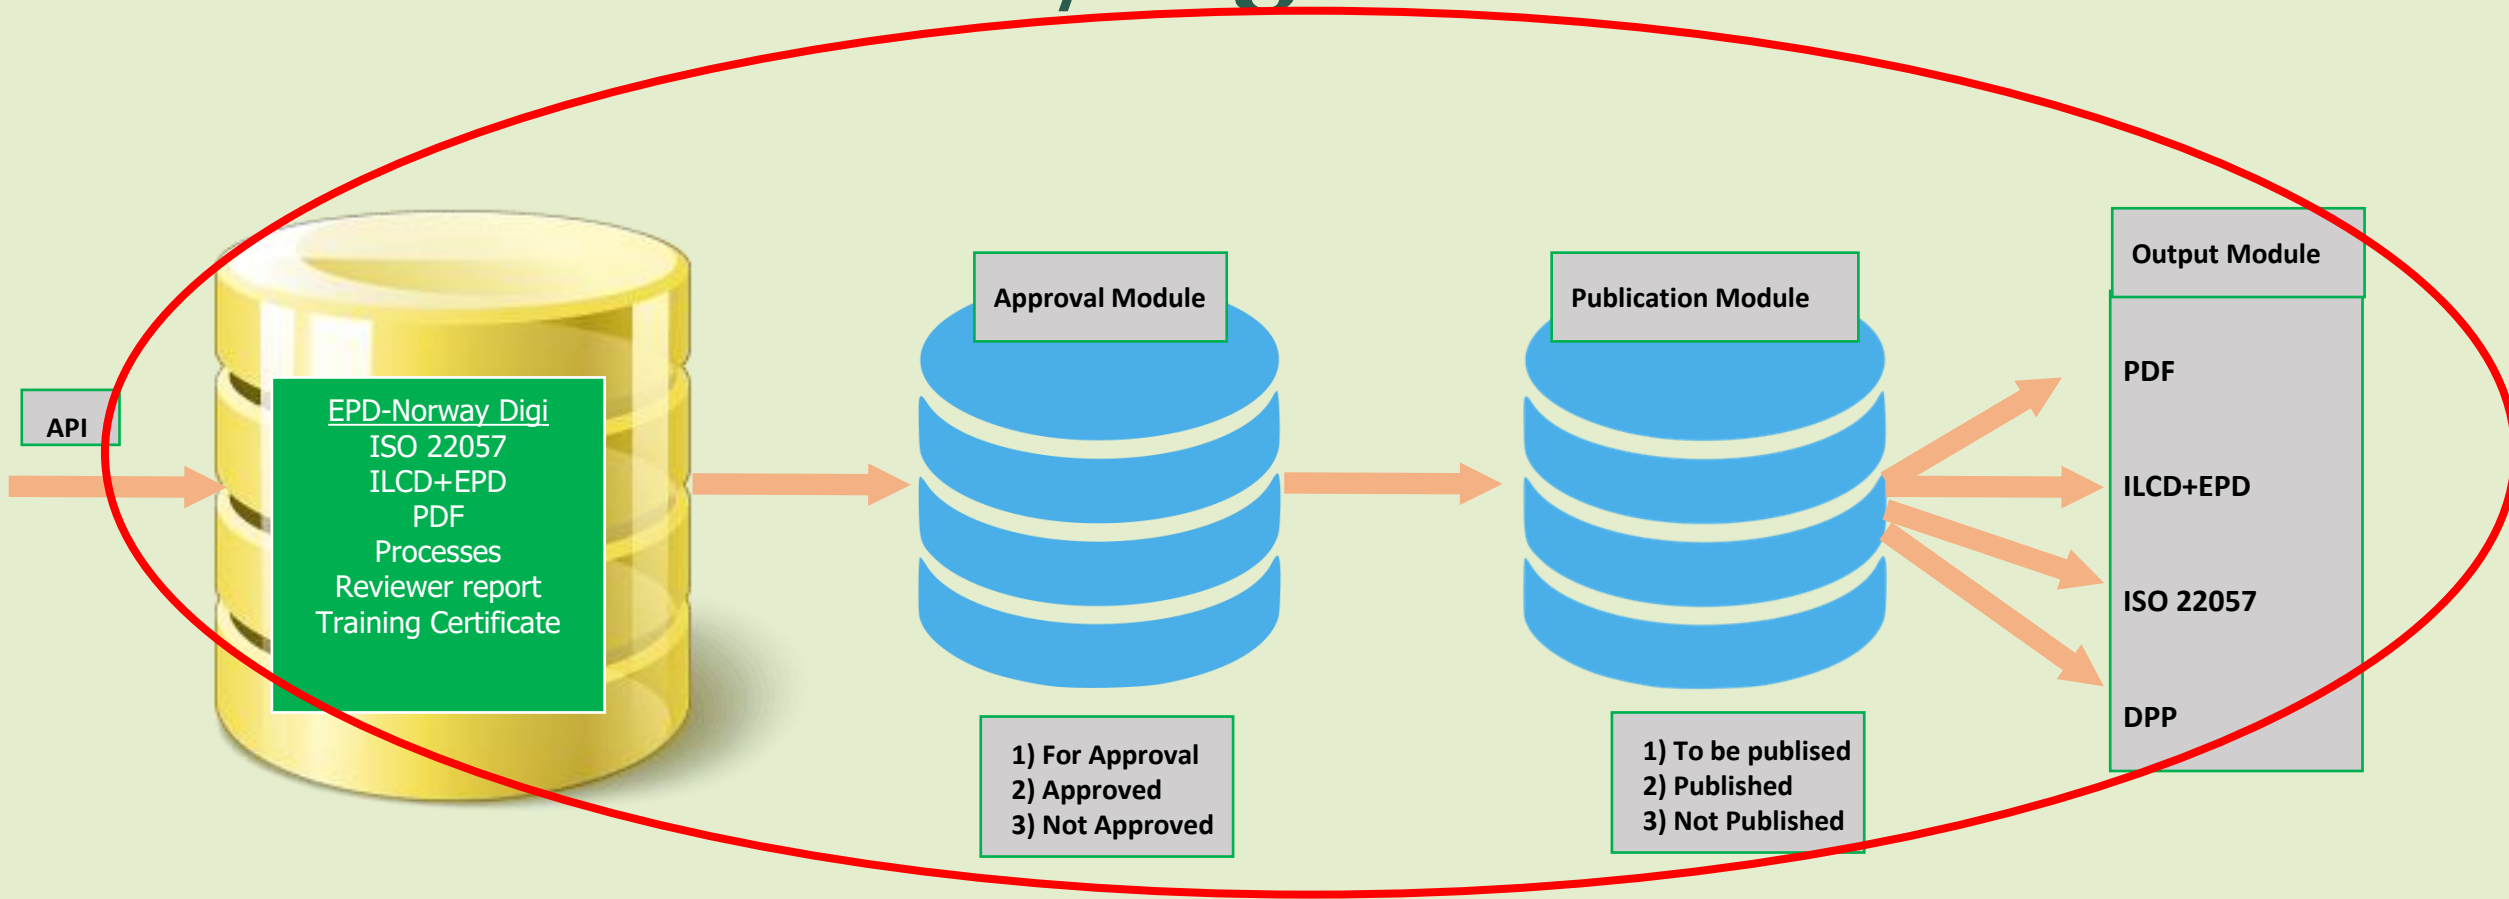 API
EPD-Norway Digi
ISO 22057
ILCD+EPD
PDF
Processes
Reviewer report
Training Certificate
Approval Module
1) For Approval
2) Approved
3) Not Approved
Publication Module
1) To be publised
2) Published
3) Not Published
Output Module
PDF
ILCD+EPD
ISO 22057
DPP